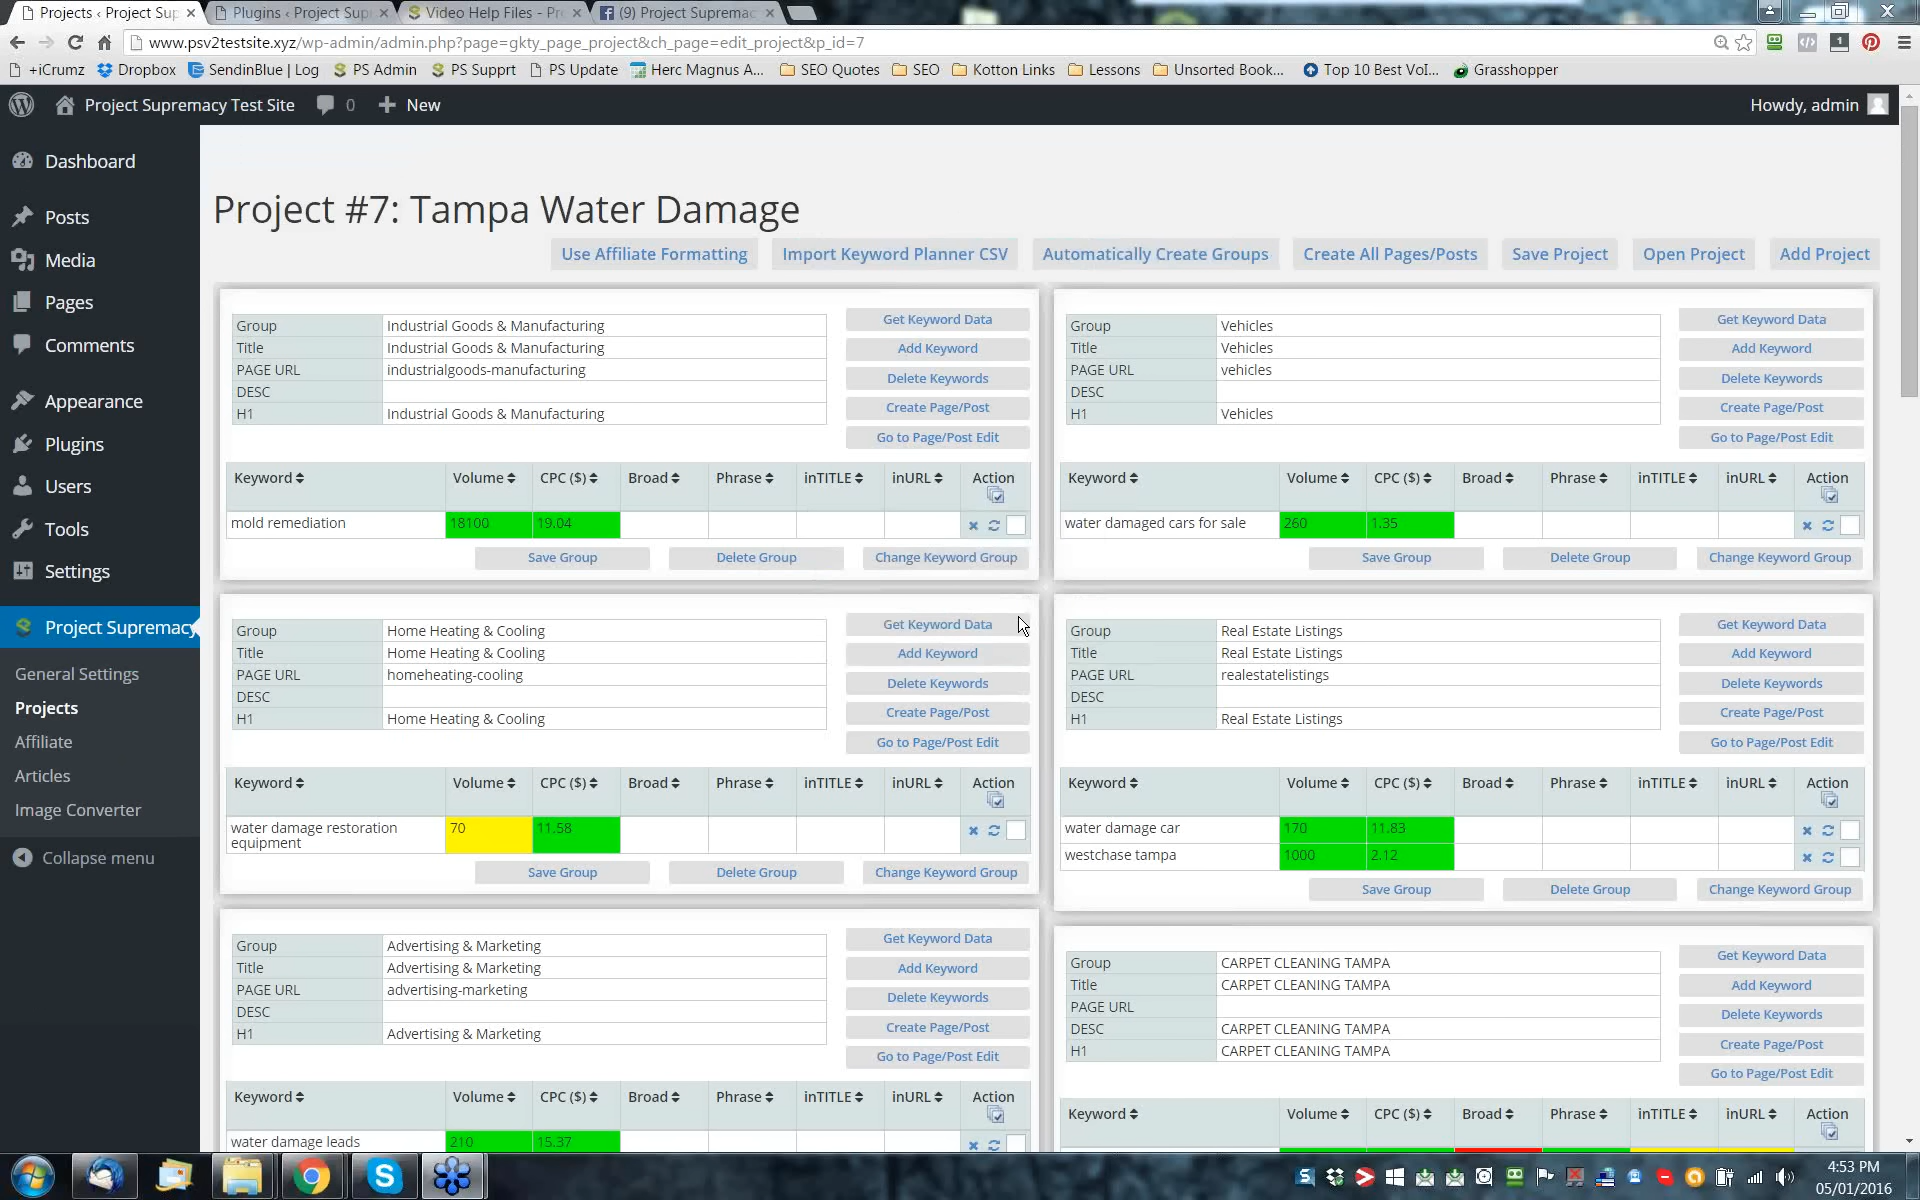 Projects ‹ Project Sup
Plugins ‹ Project Sup
Video Help Files - Pr
(9) Project Supremac
www.psv2testsite.xyz/wp-admin/admin.php?page=gkty_page_project&ch_page=edit_project&p_id=7
+iCrumz
Dropbox
SendinBlue | Log
PS Admin
PS Supprt
PS Update
Herc Magnus A...
SEO Quotes
SEO
Kotton Links
Lessons
Unsorted Book...
Top 10 Best VoI...
Grasshopper
Project Supremacy Test Site
0
New
Howdy, admin
Dashboard
Posts
Media
Pages
Comments
Appearance
Plugins
Users
Tools
Settings
Project Supremacy
General Settings
Projects
Affiliate
Articles
Image Converter
Collapse menu
Project #7: Tampa Water Damage
Use Affiliate Formatting
Import Keyword Planner CSV
Automatically Create Groups
Create All Pages/Posts
Save Project
Open Project
Add Project
Group Industrial Goods & Manufacturing
Title Industrial Goods & Manufacturing
PAGE URL industrialgoods-manufacturing
DESC
H1 Industrial Goods & Manufacturing
Get Keyword Data
Add Keyword
Delete Keywords
Create Page/Post
Go to Page/Post Edit
Keyword Volume CPC ($) Broad Phrase inTITLE inURL Action
mold remediation 18100 19.04
Save Group Delete Group Change Keyword Group
Group Vehicles
Title Vehicles
PAGE URL vehicles
DESC
H1 Vehicles
Get Keyword Data
Add Keyword
Delete Keywords
Create Page/Post
Go to Page/Post Edit
Keyword Volume CPC ($) Broad Phrase inTITLE inURL Action
water damaged cars for sale 260 1.35
Save Group Delete Group Change Keyword Group
Group Home Heating & Cooling
Title Home Heating & Cooling
PAGE URL homeheating-cooling
DESC
H1 Home Heating & Cooling
Get Keyword Data
Add Keyword
Delete Keywords
Create Page/Post
Go to Page/Post Edit
Keyword Volume CPC ($) Broad Phrase inTITLE inURL Action
water damage restoration 70 11.58
equipment
Save Group Delete Group Change Keyword Group
Group Real Estate Listings
Title Real Estate Listings
PAGE URL realestatelistings
DESC
H1 Real Estate Listings
Get Keyword Data
Add Keyword
Delete Keywords
Create Page/Post
Go to Page/Post Edit
Keyword Volume CPC ($) Broad Phrase inTITLE inURL Action
water damage car 170 11.83
westchase tampa 1000 2.12
Save Group Delete Group Change Keyword Group
Group Advertising & Marketing
Title Advertising & Marketing
PAGE URL advertising-marketing
DESC
H1 Advertising & Marketing
Get Keyword Data
Add Keyword
Delete Keywords
Create Page/Post
Go to Page/Post Edit
Keyword Volume CPC ($) Broad Phrase inTITLE inURL Action
water damage leads 210 15.37
Group CARPET CLEANING TAMPA
Title CARPET CLEANING TAMPA
PAGE URL
DESC CARPET CLEANING TAMPA
H1 CARPET CLEANING TAMPA
Get Keyword Data
Add Keyword
Delete Keywords
Create Page/Post
Go to Page/Post Edit
Keyword Volume CPC ($) Broad Phrase inTITLE inURL Action
4:53 PM
05/01/2016